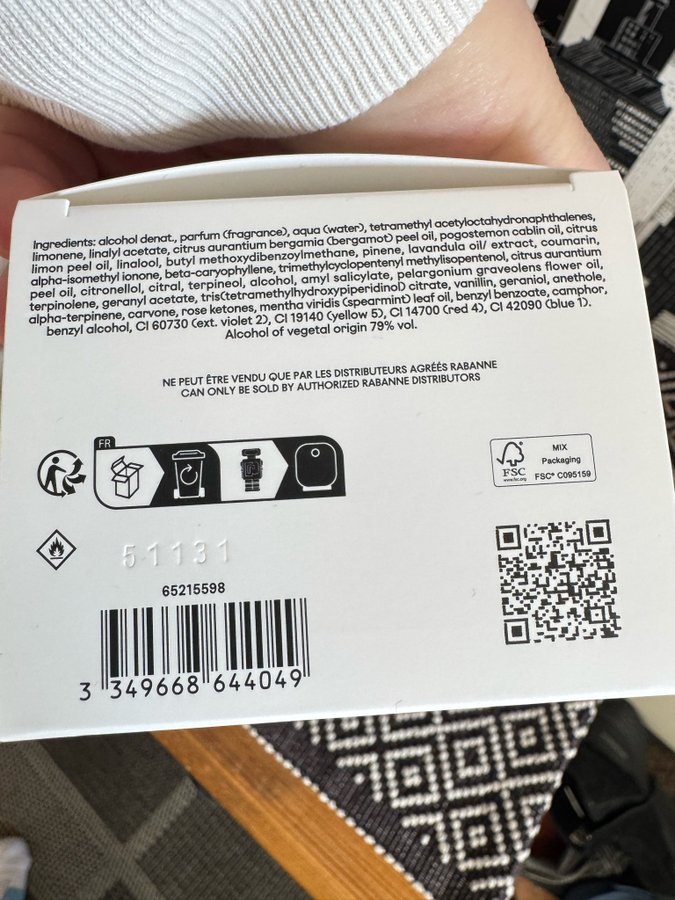 Ingredients: alcohol denat., parfum (fragrance), aqua (water), tetramethyl acetyloctahydronaphthalenes,
limonene, linalyl acetate, citrus aurantium bergamia (bergamot) peel oil, pogostemon cablin oil, citrus
limon peel oil, linalool, butyl methoxydibenzoylmethane, pinene, lavandula oil/ extract, coumarin,
alpha-isomethyl ionone, beta-caryophyllene, trimethylcyclopentenyl methylisopentenol, citrus aurantium
peel oil, citronellol, citral, terpineol, alcohol, amyl salicylate, pelargonium graveolens flower oil,
terpinolene, geranyl acetate, tris(tetramethylhydroxypiperidinol) citrate, vanillin, geraniol, anethole,
alpha-terpinene, carvone, rose ketones, mentha viridis (spearmint) leaf oil, benzyl benzoate, camphor,
benzyl alcohol, CI 60730 (ext. violet 2), CI 19140 (yellow 5), CI 14700 (red 4), CI 42090 (blue 1).
Alcohol of vegetal origin 79% vol.
NE PEUT ÊTRE VENDU QUE PAR LES DISTRIBUTEURS AGRÉÉS RABANNE
CAN ONLY BE SOLD BY AUTHORIZED RABANNE DISTRIBUTORS
FR
FSC
www.fsc.org
MIX
Packaging
FSC® C095159
51131
65215598
3 349668 644049